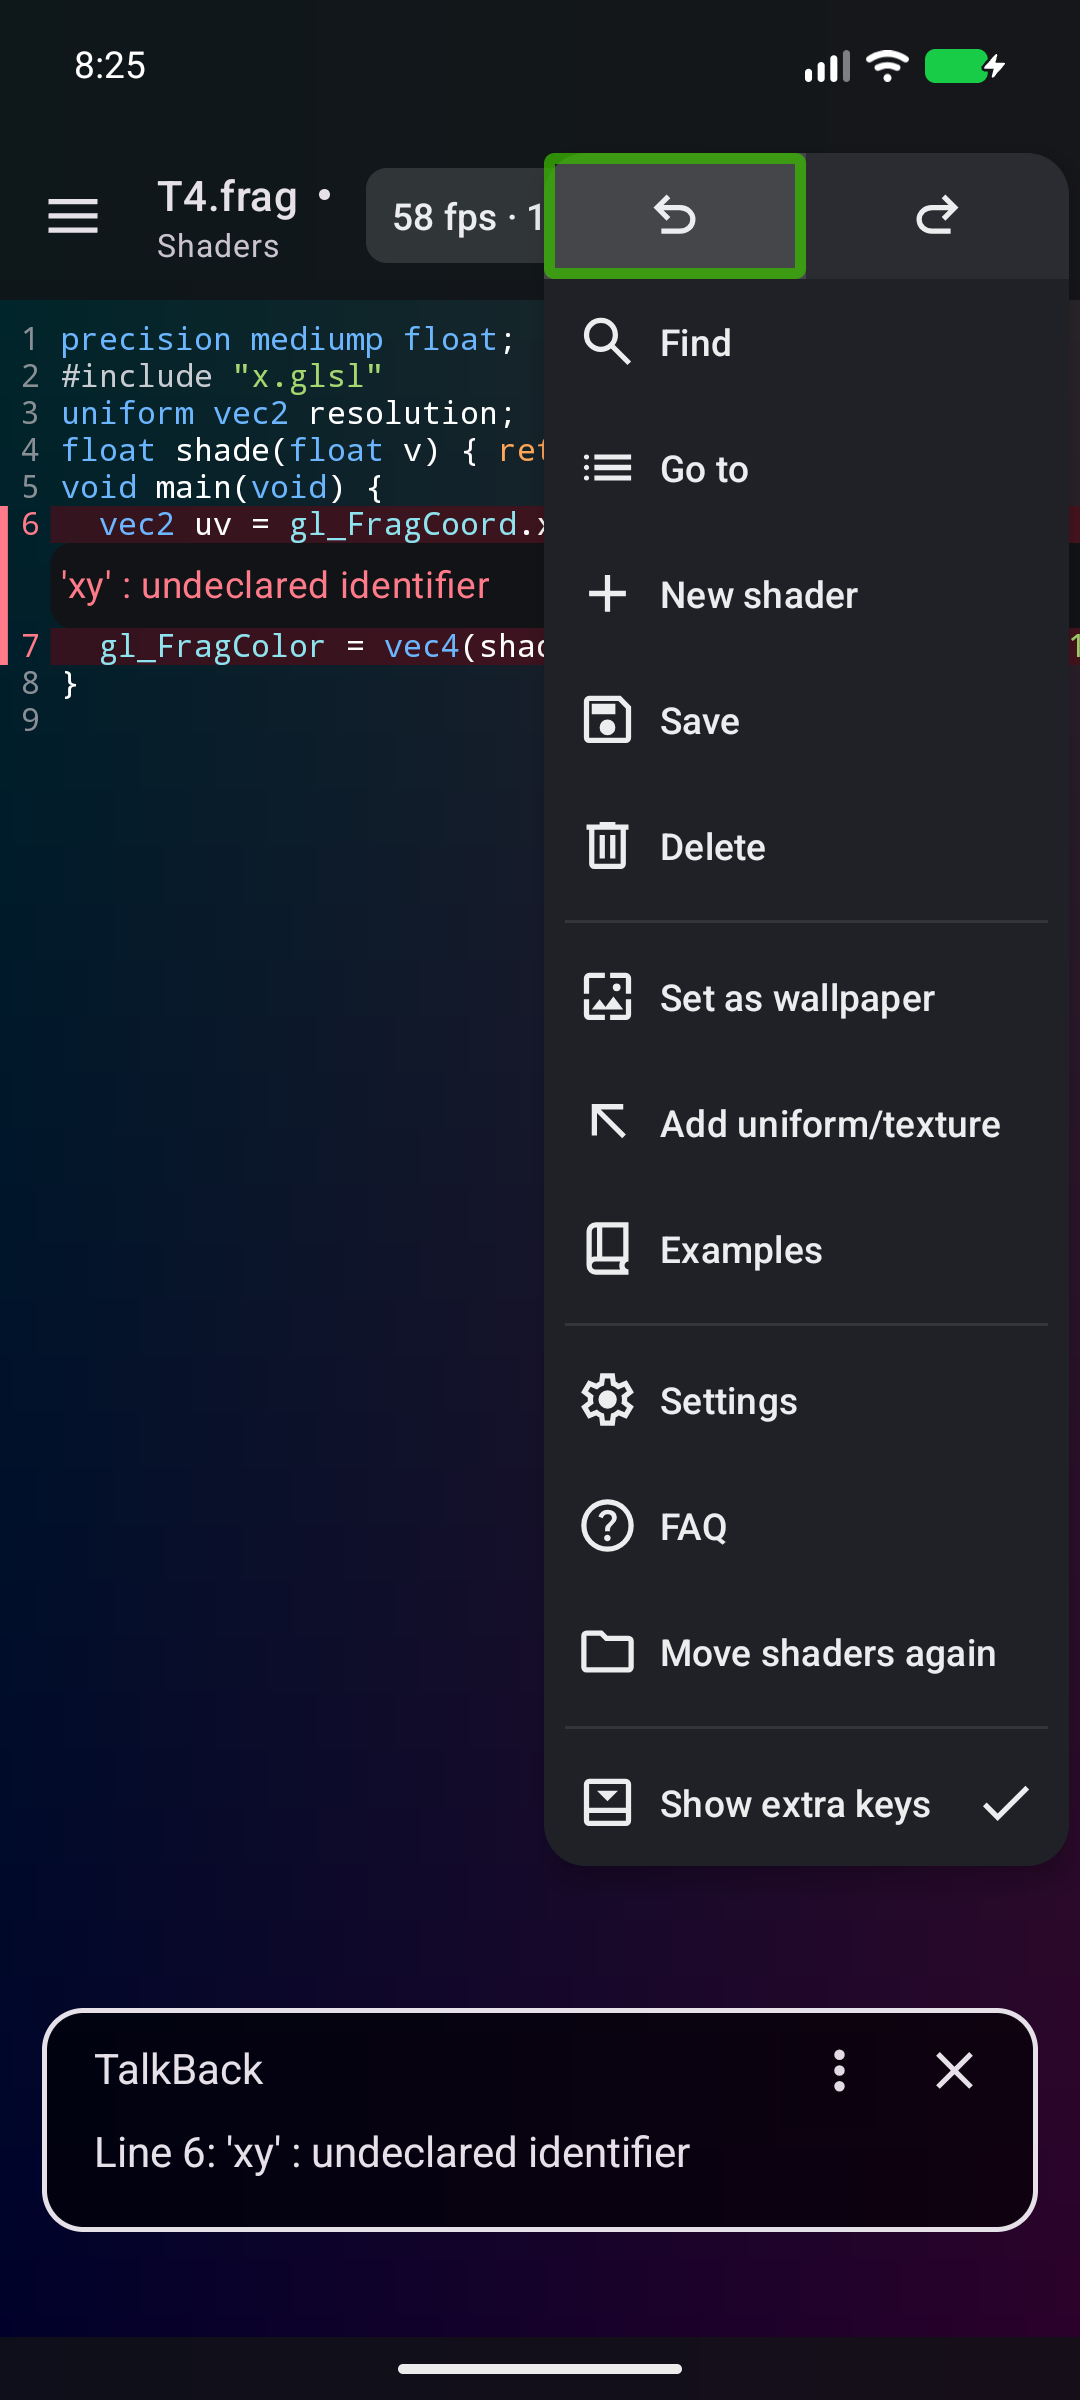 8:25
T4.frag •
Shaders
58 fps · 1
1 precision mediump float;
2 #include "x.glsl"
3 uniform vec2 resolution;
4 float shade(float v) { ret
5 void main(void) {
6 vec2 uv = gl_FragCoord.x
'xy' : undeclared identifier
7 gl_FragColor = vec4(shad 1
8 }
9
Find
Go to
New shader
Save
Delete
Set as wallpaper
Add uniform/texture
Examples
Settings
FAQ
Move shaders again
Show extra keys
TalkBack
Line 6: 'xy' : undeclared identifier